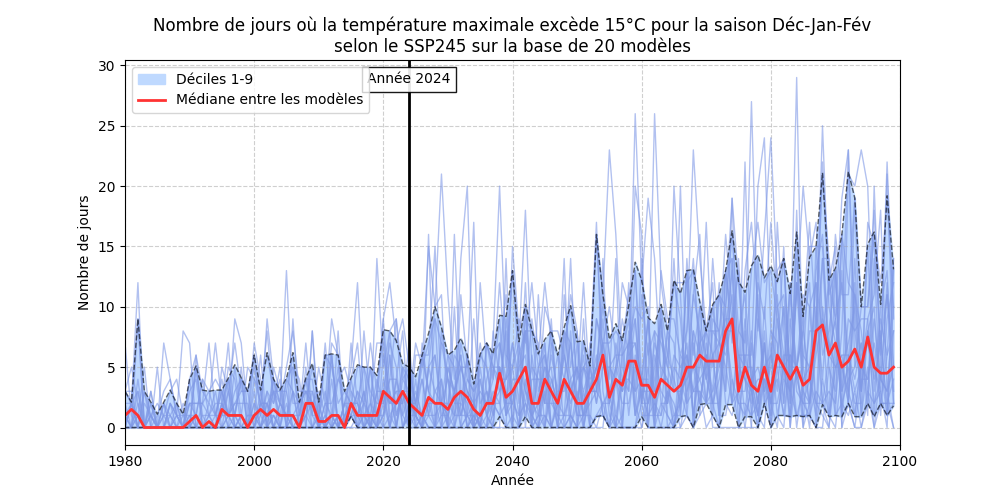 Nombre de jours où la température maximale excède 15°C pour la saison Déc-Jan-Fév
selon le SSP245 sur la base de 20 modèles
Déciles 1-9
Médiane entre les modèles
Année 2024
Nombre de jours
30
25
20
15
10
5
0
1980 2000 2020 2040 2060 2080 2100
Année